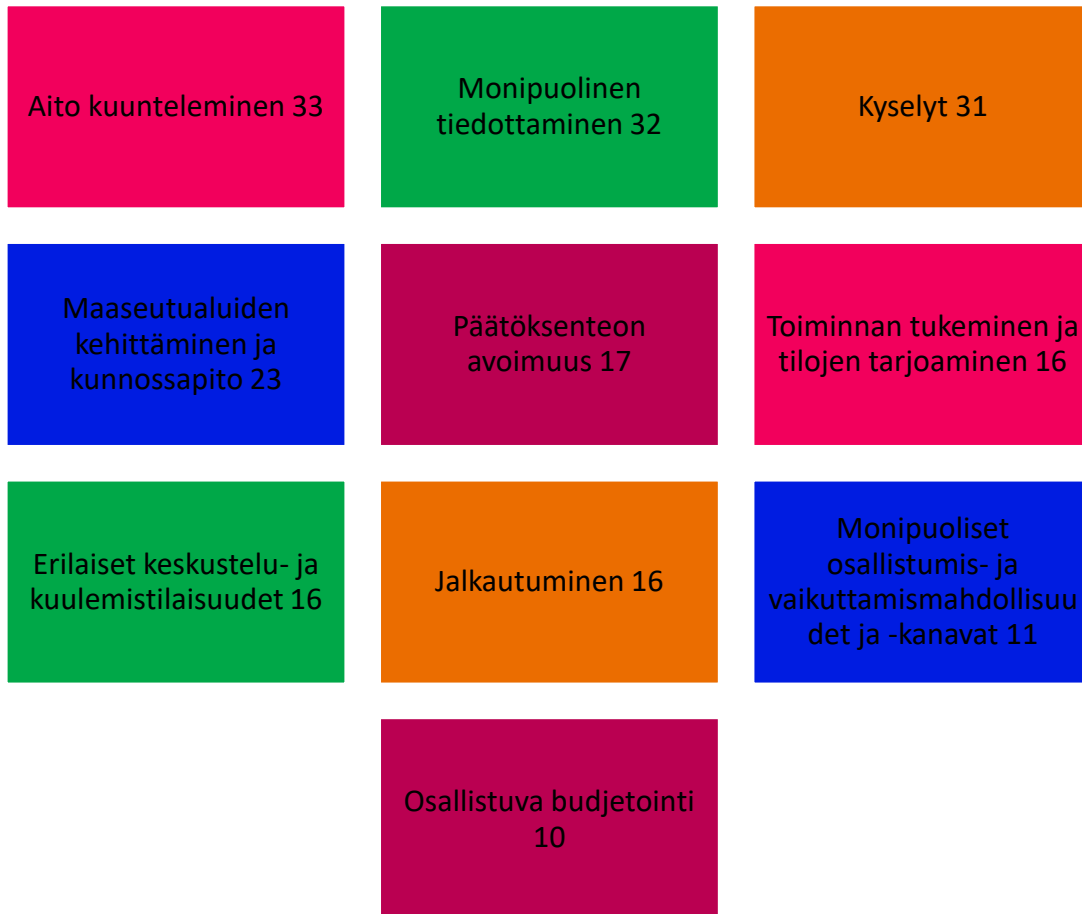 Aito kuunteleminen 33
Monipuolinen
tiedottaminen 32
Kyselyt 31
Maaseutualuiden
kehittäminen ja
kunnossapito 23
Päätöksenteon
avoimuus 17
Toiminnan tukeminen ja
tilojen tarjoaminen 16
Erilaiset keskustelu- ja
kuulemistilaisuudet 16
Jalkautuminen 16
Monipuoliset
osallistumis- ja
vaikuttamismahdollisuu
det ja -kanavat 11
Osallistuva budjetointi
10